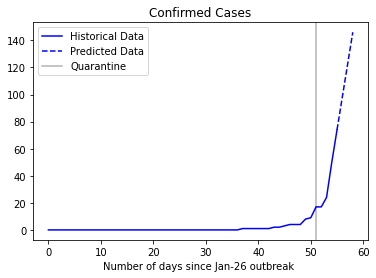 Confirmed Cases
Historical Data
Predicted Data
Quarantine
140
120
100
80
60
40
20
0
0 10 20 30 40 50 60
Number of days since Jan-26 outbreak